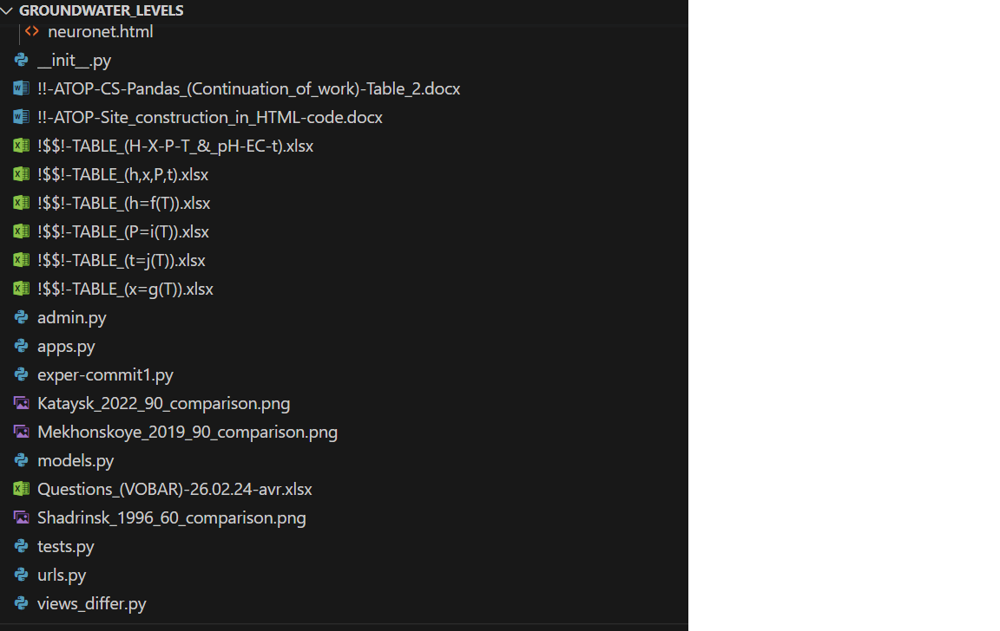 GROUNDWATER_LEVELS
neuronet.html
__init__.py
!!-ATOP-CS-Pandas_(Continuation_of_work)-Table_2.docx
!!-ATOP-Site_construction_in_HTML-code.docx
!$$!-TABLE_(H-X-P-T_&_pH-EC-t).xlsx
!$$!-TABLE_(h,x,P,t).xlsx
!$$!-TABLE_(h=f(T)).xlsx
!$$!-TABLE_(P=i(T)).xlsx
!$$!-TABLE_(t=j(T)).xlsx
!$$!-TABLE_(x=g(T)).xlsx
admin.py
apps.py
exper-commit1.py
Kataysk_2022_90_comparison.png
Mekhonskoye_2019_90_comparison.png
models.py
Questions_(VOBAR)-26.02.24-avr.xlsx
Shadrinsk_1996_60_comparison.png
tests.py
urls.py
views_differ.py